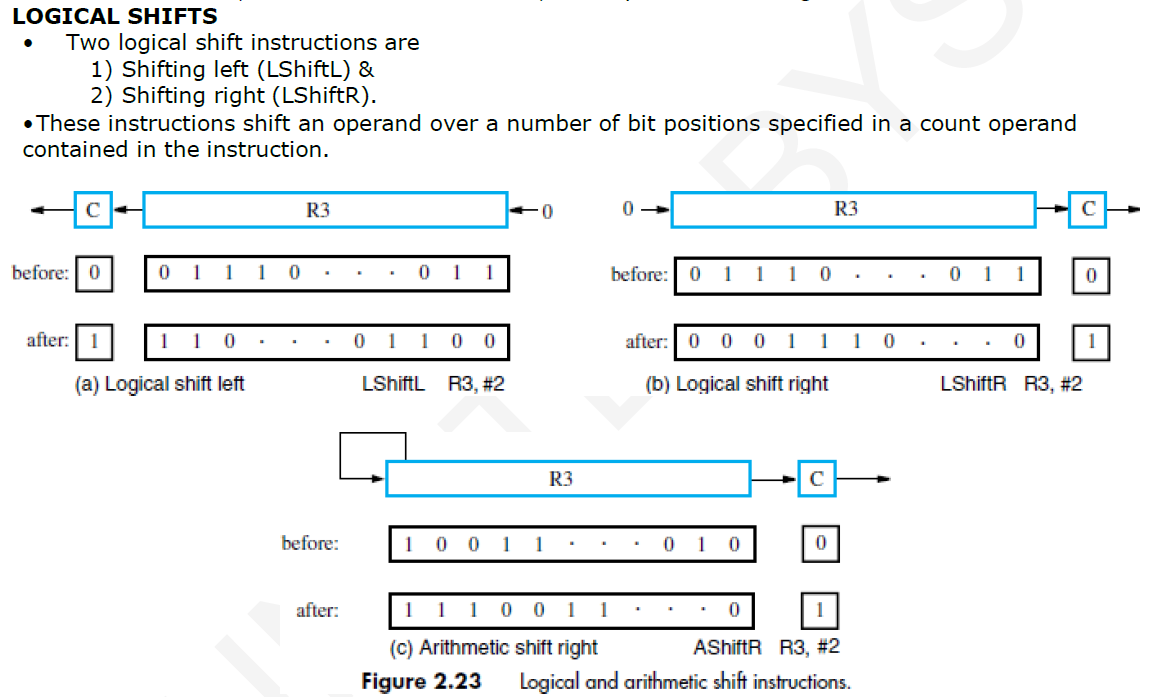 LOGICAL SHIFTS
• Two logical shift instructions are
1) Shifting left (LShiftL) &
2) Shifting right (LShiftR).
•These instructions shift an operand over a number of bit positions specified in a count operand
contained in the instruction.
C R3 0
before: 0 0 1 1 1 0 · · · 0 1 1
after: 1 1 1 0 · · · 0 1 1 0 0
(a) Logical shift left LShiftL R3, #2
0 R3 C
before: 0 1 1 1 0 · · · 0 1 1 0
after: 0 0 0 1 1 1 0 · · · 0 1
(b) Logical shift right LShiftR R3, #2
R3 C
before: 1 0 0 1 1 · · · 0 1 0 0
after: 1 1 1 0 0 1 1 · · · 0 1
(c) Arithmetic shift right AShiftR R3, #2
Figure 2.23 Logical and arithmetic shift instructions.